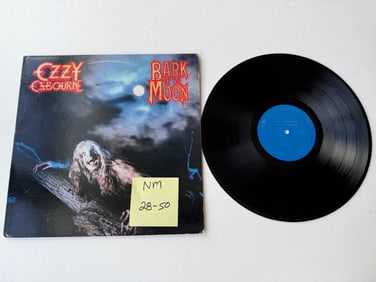 OZZY
OSBOURNE
BARK
AT THE
MOON
NM
28-50